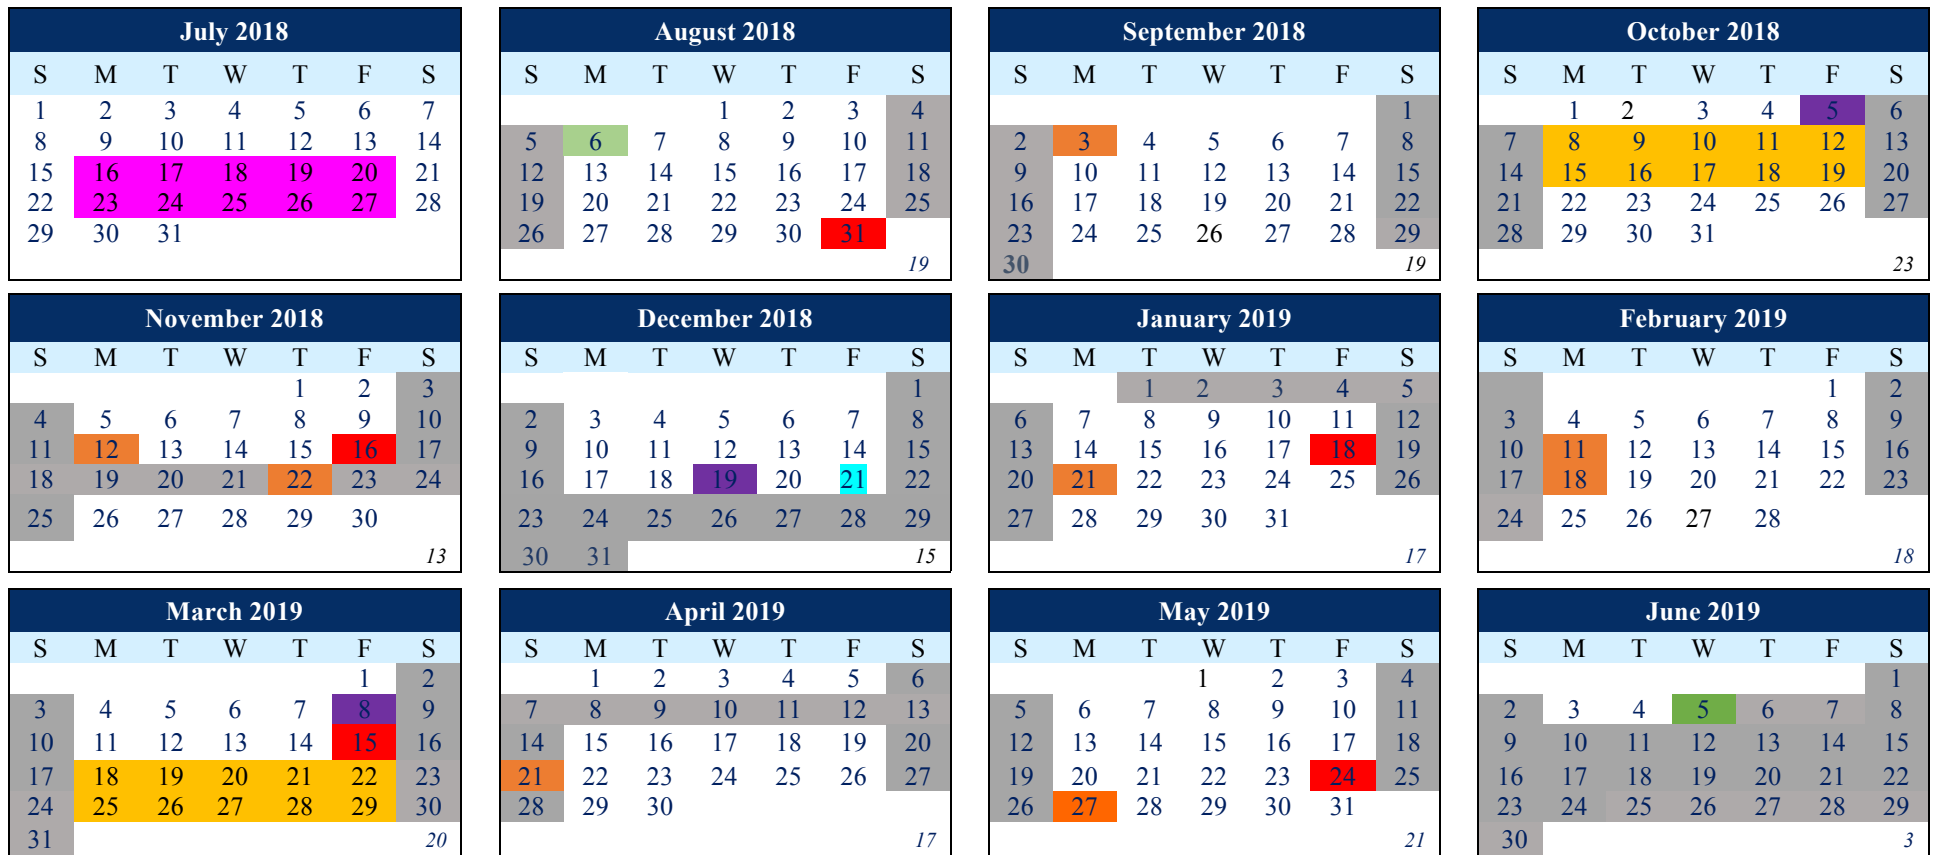 July 2018
S M T W T F S
1 2 3 4 5 6 7
8 9 10 11 12 13 14
15 16 17 18 19 20 21
22 23 24 25 26 27 28
29 30 31
August 2018
S M T W T F S
1 2 3 4
5 6 7 8 9 10 11
12 13 14 15 16 17 18
19 20 21 22 23 24 25
26 27 28 29 30 31
19
September 2018
S M T W T F S
1
2 3 4 5 6 7 8
9 10 11 12 13 14 15
16 17 18 19 20 21 22
23 24 25 26 27 28 29
30 19
October 2018
S M T W T F S
1 2 3 4 5 6
7 8 9 10 11 12 13
14 15 16 17 18 19 20
21 22 23 24 25 26 27
28 29 30 31
23
November 2018
S M T W T F S
1 2 3
4 5 6 7 8 9 10
11 12 13 14 15 16 17
18 19 20 21 22 23 24
25 26 27 28 29 30
13
December 2018
S M T W T F S
1
2 3 4 5 6 7 8
9 10 11 12 13 14 15
16 17 18 19 20 21 22
23 24 25 26 27 28 29
30 31 15
January 2019
S M T W T F S
1 2 3 4 5
6 7 8 9 10 11 12
13 14 15 16 17 18 19
20 21 22 23 24 25 26
27 28 29 30 31
17
February 2019
S M T W T F S
1 2
3 4 5 6 7 8 9
10 11 12 13 14 15 16
17 18 19 20 21 22 23
24 25 26 27 28
18
March 2019
S M T W T F S
1 2
3 4 5 6 7 8 9
10 11 12 13 14 15 16
17 18 19 20 21 22 23
24 25 26 27 28 29 30
31 20
April 2019
S M T W T F S
1 2 3 4 5 6
7 8 9 10 11 12 13
14 15 16 17 18 19 20
21 22 23 24 25 26 27
28 29 30
17
May 2019
S M T W T F S
1 2 3 4
5 6 7 8 9 10 11
12 13 14 15 16 17 18
19 20 21 22 23 24 25
26 27 28 29 30 31
21
June 2019
S M T W T F S
1
2 3 4 5 6 7 8
9 10 11 12 13 14 15
16 17 18 19 20 21 22
23 24 25 26 27 28 29
30 3